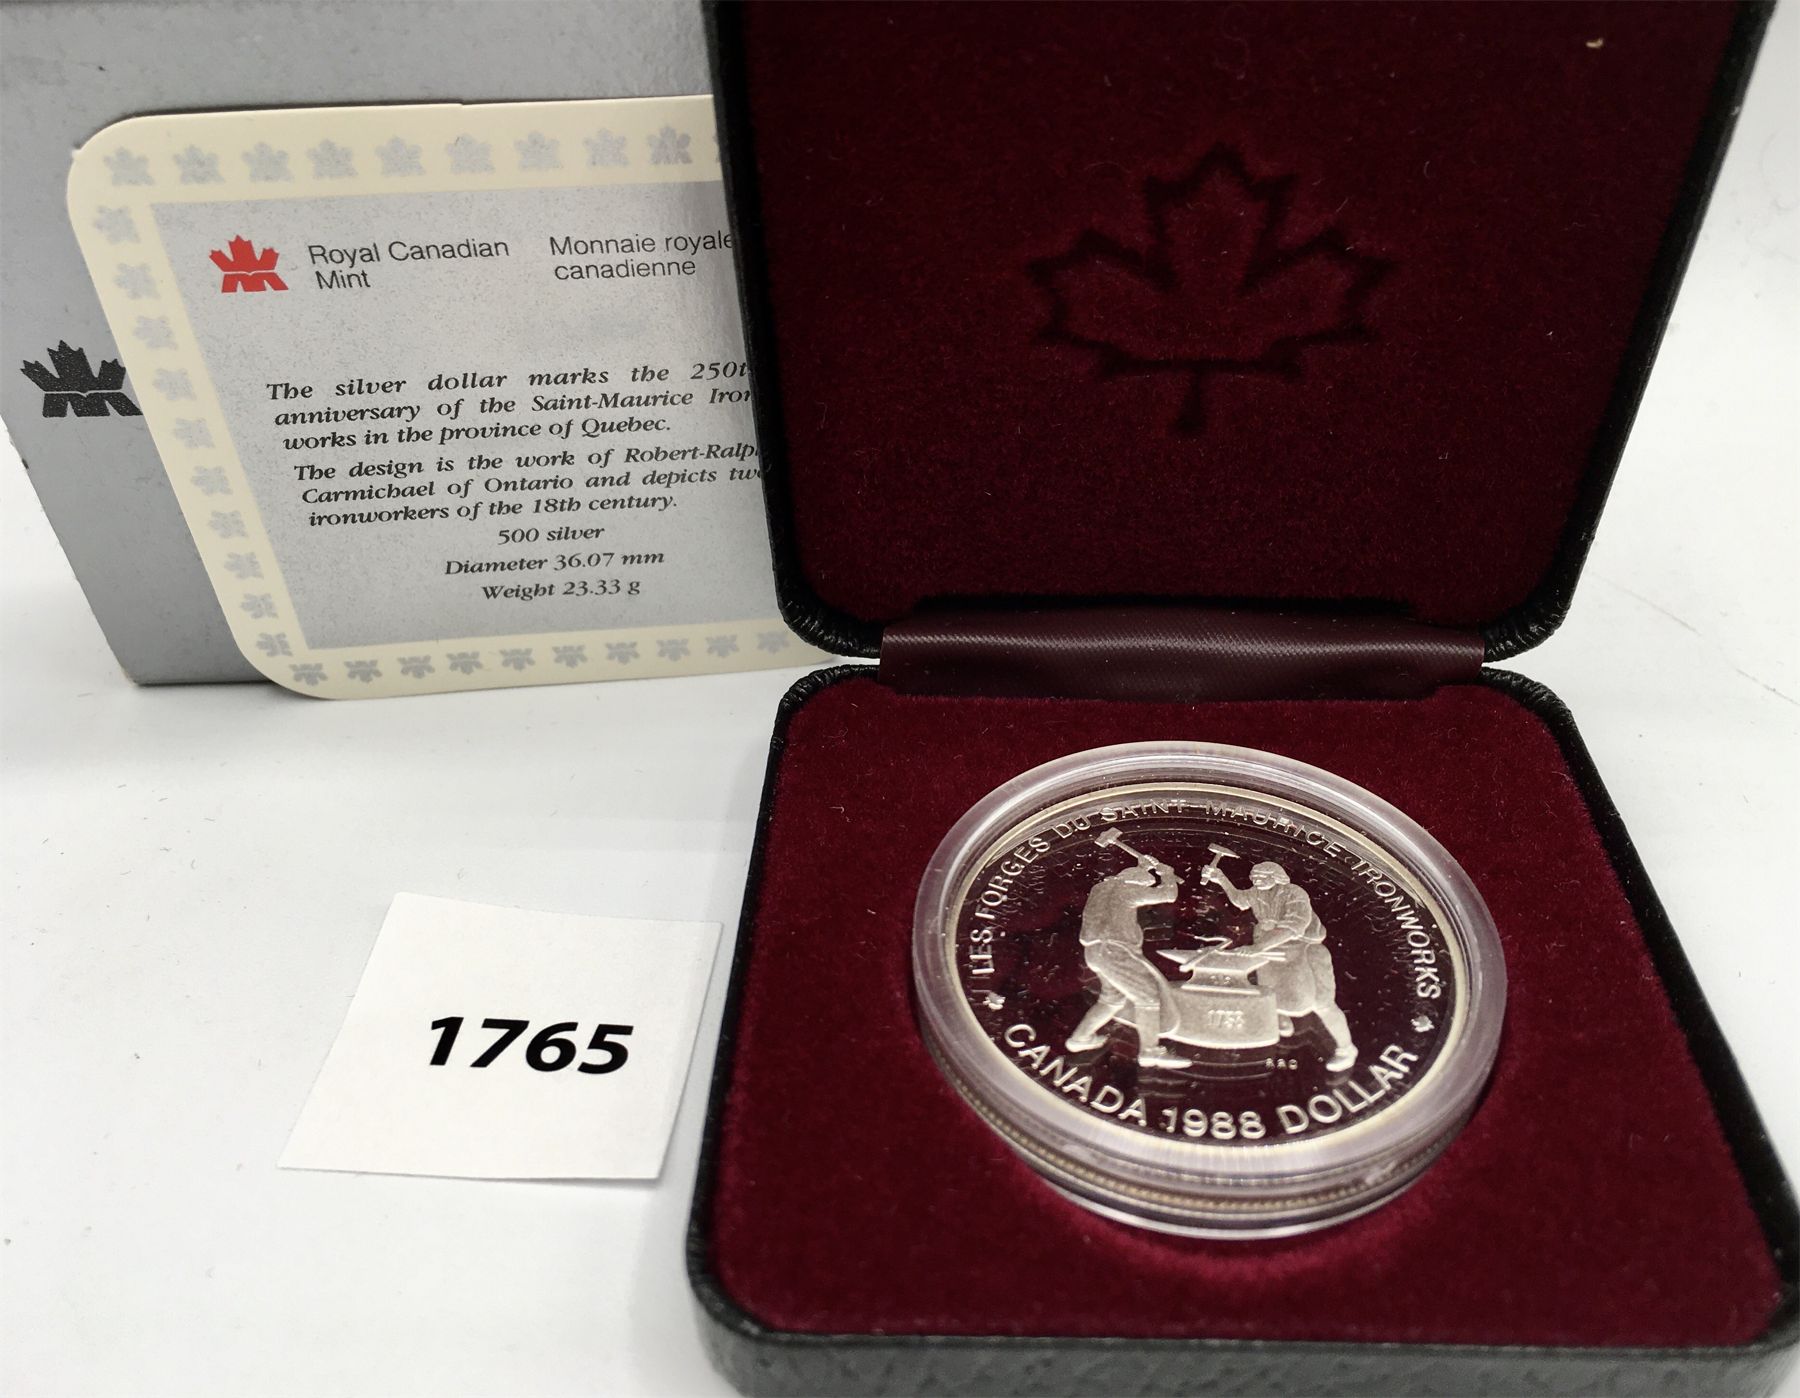 Royal Canadian
Mint
Monnaie royale
canadienne
The silver dollar marks the 250t
anniversary of the Saint-Maurice Iron
works in the province of Quebec.
The design is the work of Robert-Ralp
Carmichael of Ontario and depicts two
ironworkers of the 18th century.
500 silver
Diameter 36.07 mm
Weight 23.33 g
1765
LES FORGES DU SAINT-MAURICE IRONWORKS
1738
CANADA 1988 DOLLAR